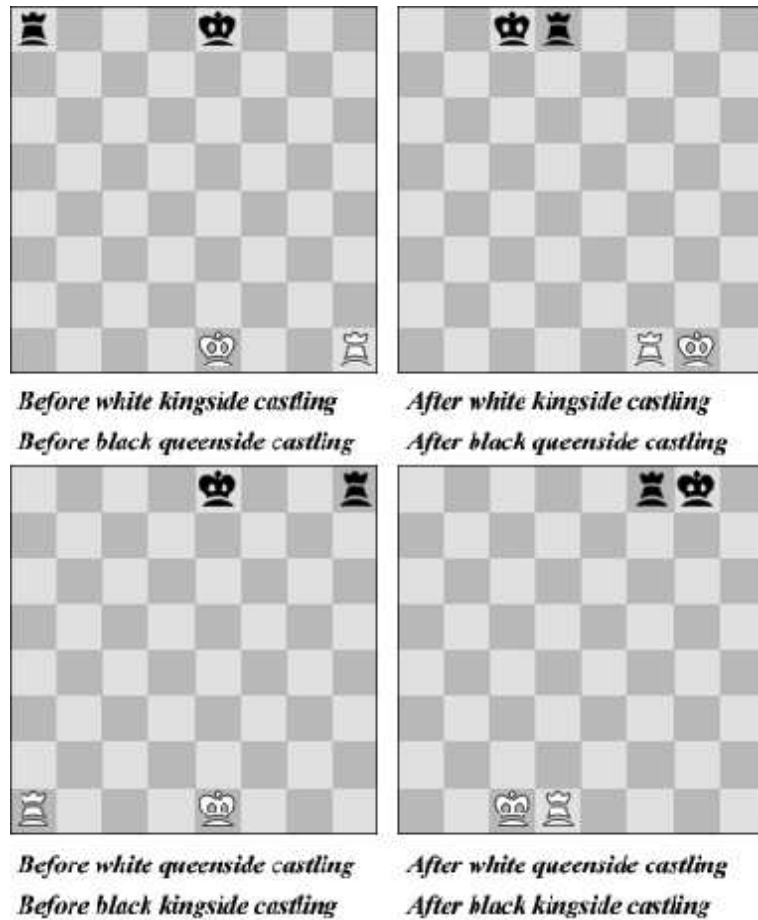 Before white kingside castling
After white kingside castling
Before black queenside castling
After black queenside castling
Before white queenside castling
After white queenside castling
Before black kingside castling
After black kingside castling